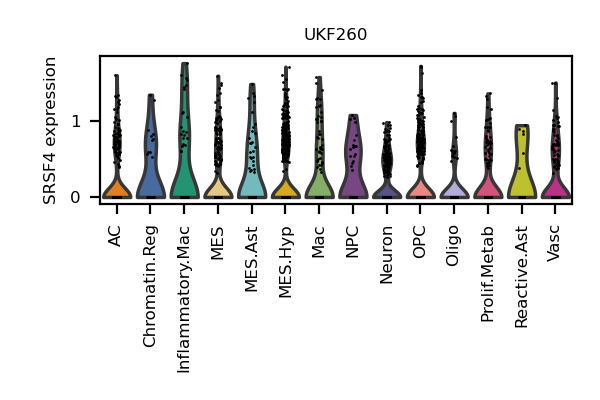 UKF260
SRSF4 expression
1
0
AC
Chromatin.Reg
Inflammatory.Mac
MES
MES.Ast
MES.Hyp
Mac
NPC
Neuron
OPC
Oligo
Prolif.Metab
Reactive.Ast
Vasc